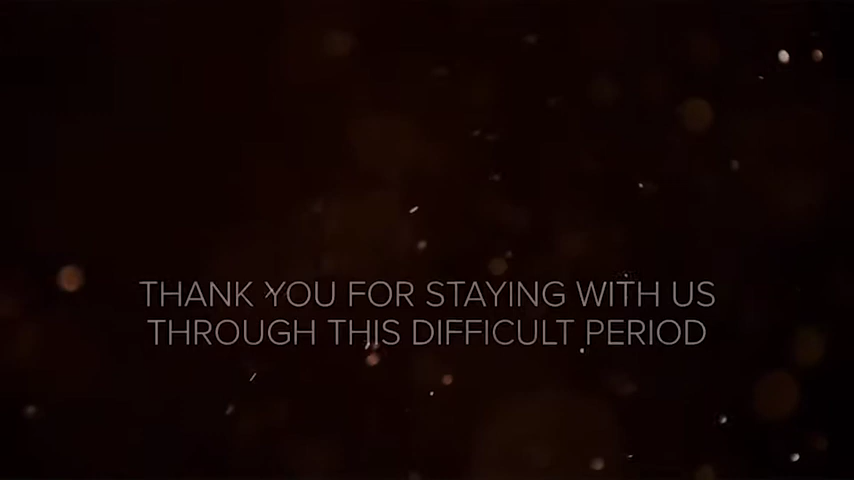 THANK YOU FOR STAYING WITH US
THROUGH THIS DIFFICULT PERIOD